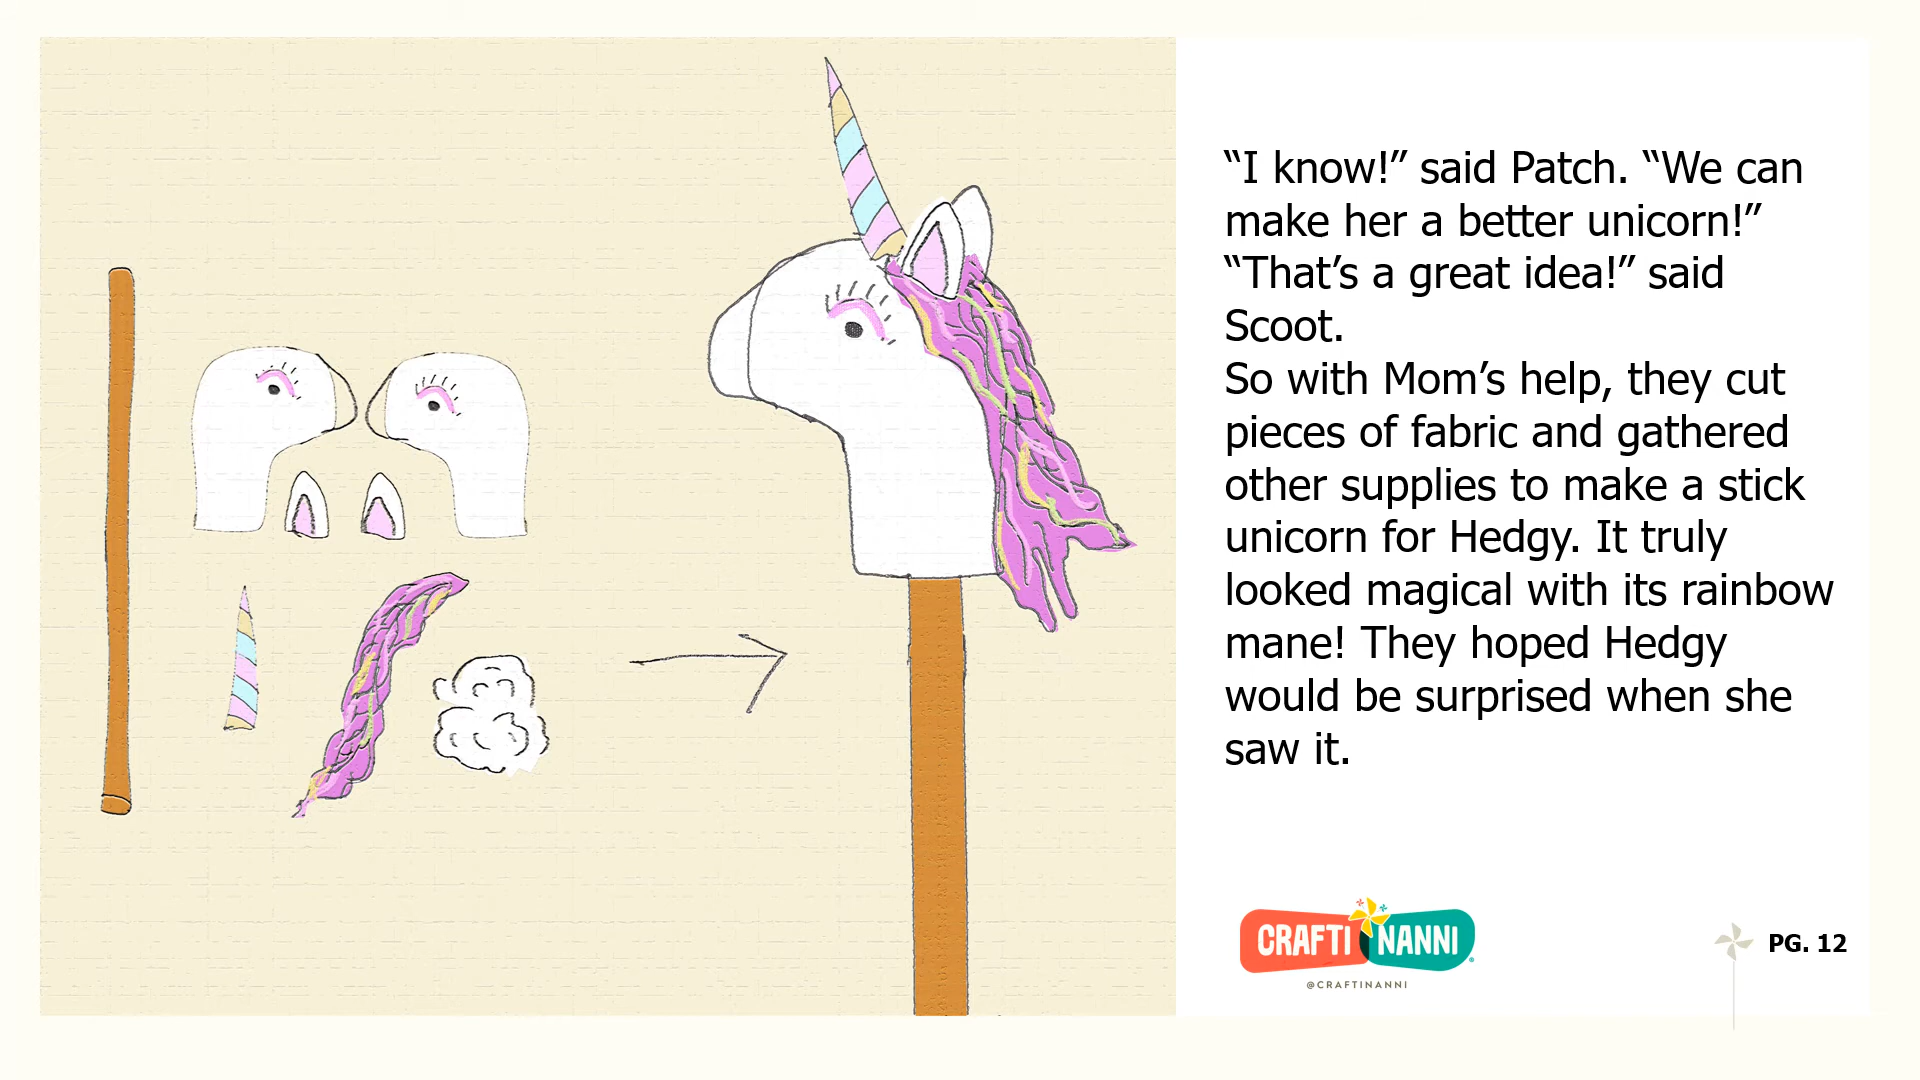 “I know!” said Patch. “We can
make her a better unicorn!”
“That’s a great idea!” said
Scoot.
So with Mom’s help, they cut
pieces of fabric and gathered
other supplies to make a stick
unicorn for Hedgy. It truly
looked magical with its rainbow
mane! They hoped Hedgy
would be surprised when she
saw it.
CRAFTI NANNI®
@CRAFTINANNI
PG. 12